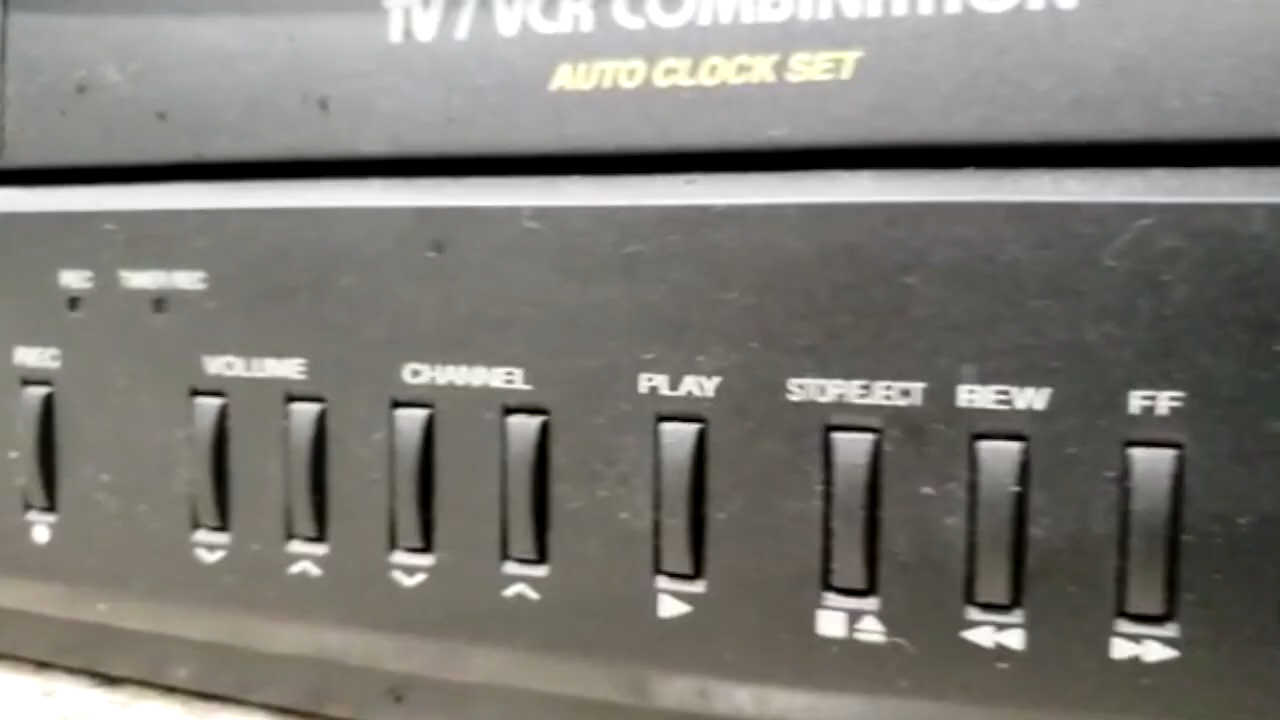 TV / VCR COMBINATION
AUTO CLOCK SET
REC TIMER REC
REC VOLUME CHANNEL PLAY STOP/EJECT REW FF